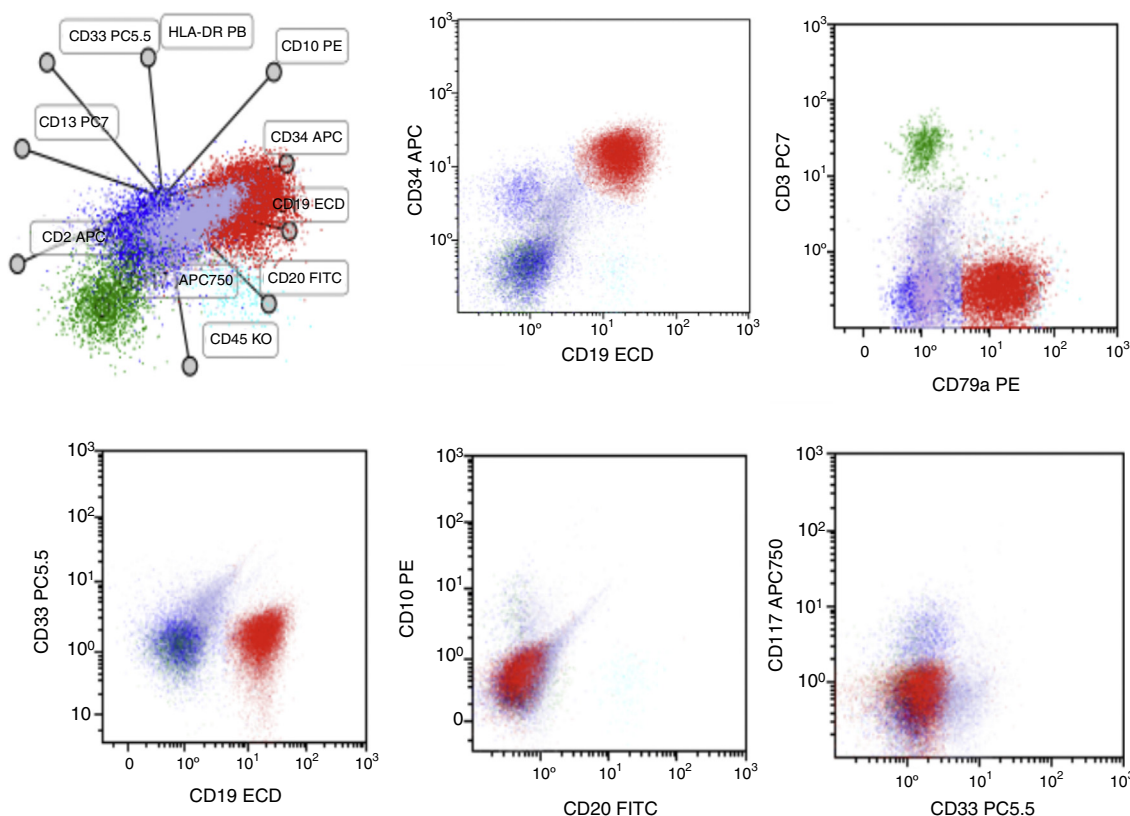 CD33 PC5.5
HLA-DR PB
CD10 PE
CD13 PC7
CD34 APC
CD19 ECD
CD2 APC
APC750
CD20 FITC
CD45 KO
10³
10²
10¹
10⁰
CD34 APC
10⁰
10¹
10²
10³
CD19 ECD
10³
10²
10¹
10⁰
CD3 PC7
0
10⁰
10¹
10²
10³
CD79a PE
10³
10²
10¹
10⁰
10
CD33 PC5.5
0
10⁰
10¹
10²
10³
CD19 ECD
10³
10²
10¹
10⁰
0
CD10 PE
10⁰
10¹
10²
10³
CD20 FITC
10³
10²
10¹
10⁰
CD117 APC750
10⁰
10¹
10²
10³
CD33 PC5.5